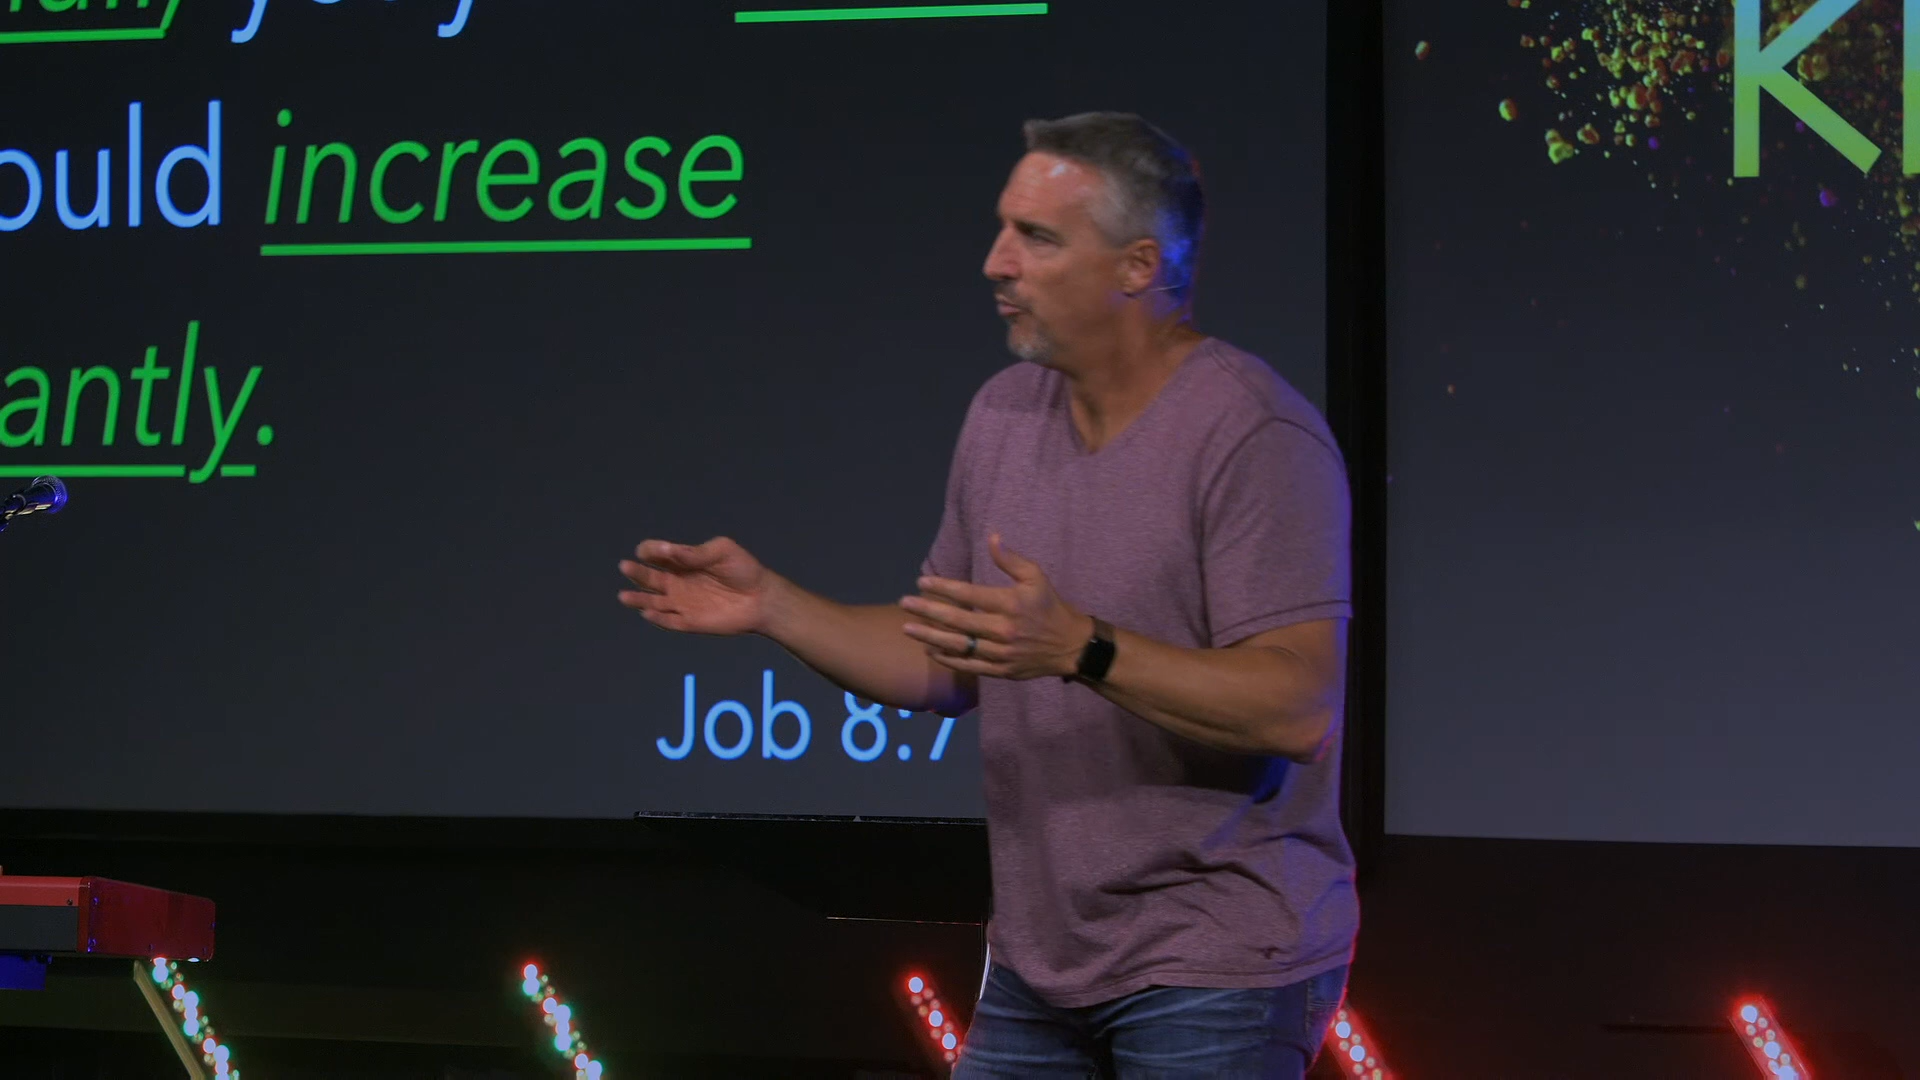 ould increase
antly.
Job 8:7
K